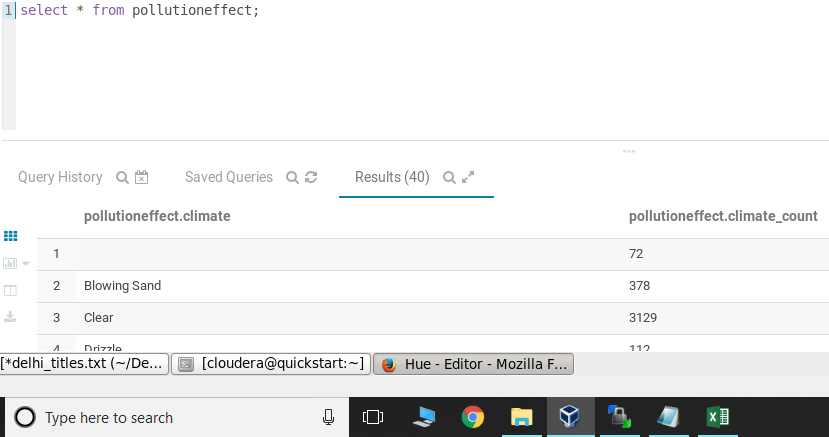 1 select * from pollutioneffect;
Query History Saved Queries Results (40)
pollutioneffect.climate pollutioneffect.climate_count
1 72
2 Blowing Sand 378
3 Clear 3129
4 Drizzle 112
[*delhi_titles.txt (~/De... [cloudera@quickstart:~] Hue - Editor - Mozilla F...
Type here to search